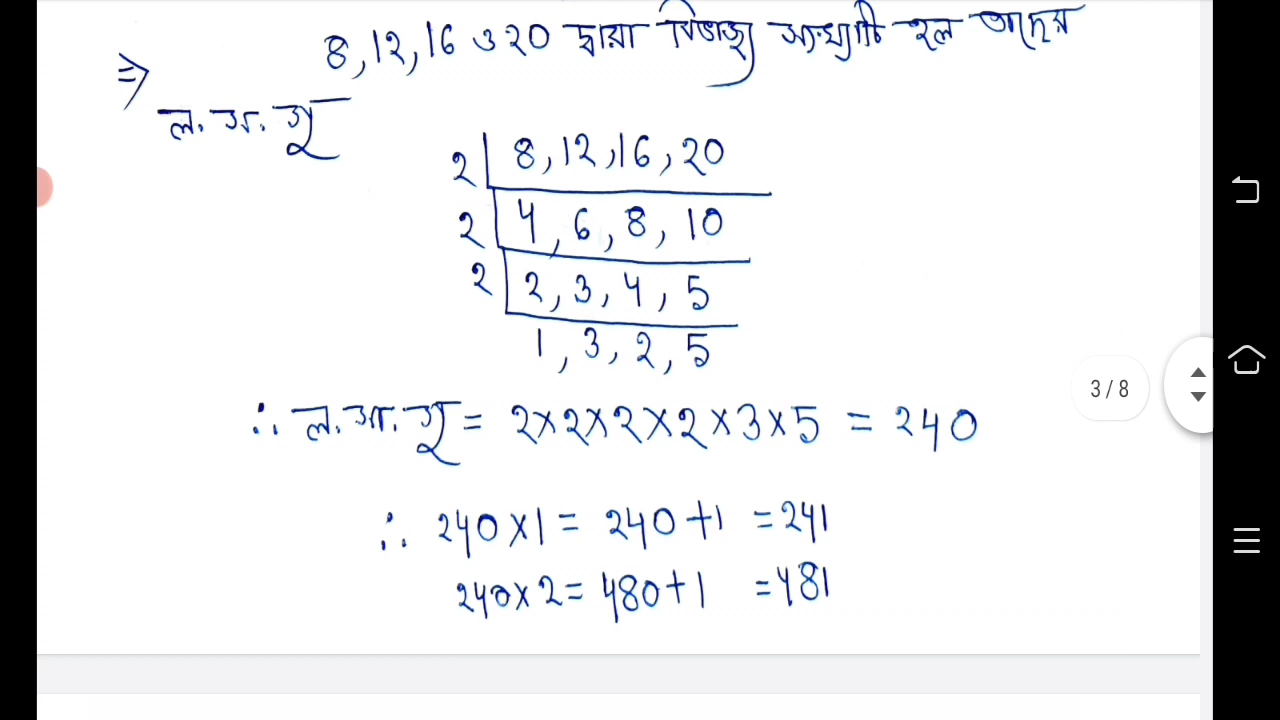 8, 12, 16 ও 20 দ্বারা বিভাজ্য সংখ্যাটি হল তাদের
⇒ ল. সা. গু
2 | 8, 12, 16, 20
2 | 4, 6, 8, 10
2 | 2, 3, 4, 5
1, 3, 2, 5
3 / 8
∴ ল. সা. গু = 2×2×2×2×3×5 = 240
∴ 240×1 = 240+1 = 241
240×2 = 480+1 = 481